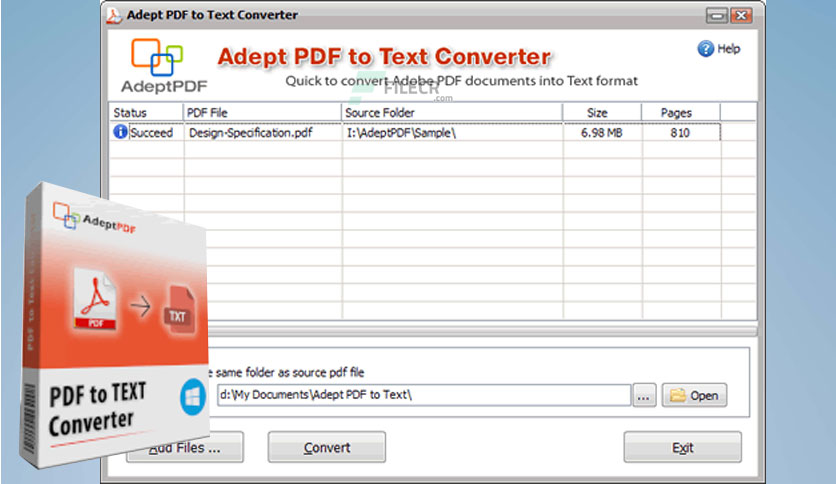 Adept PDF to Text Converter
AdeptPDF
Adept PDF to Text Converter
Help
Quick to convert Adobe PDF documents into Text format
FILECR
.com
Status PDF File Source Folder Size Pages
Succeed Design-Specification.pdf I:\AdeptPDF\Sample\ 6.98 MB 810
same folder as source pdf file
d:\My Documents\Adept PDF to Text\
... Open
Add Files ... Convert Exit
AdeptPDF
PDF
TXT
PDF to TEXT
Converter
PDF to Text